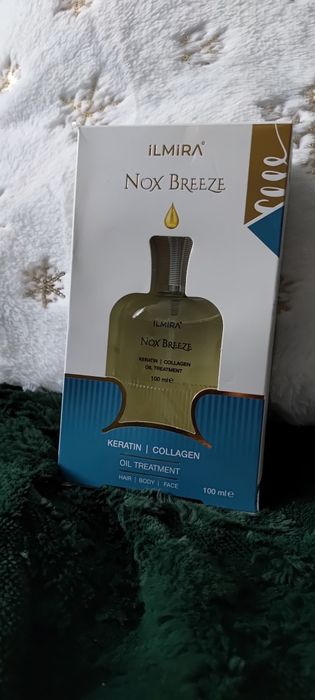 iLMiRA®
NOX BREEZE
iLMiRA®
NOX BREEZE
KERATIN | COLLAGEN
OIL TREATMENT
100 ml℮
KERATIN | COLLAGEN
OIL TREATMENT
HAIR | BODY | FACE
100 ml℮